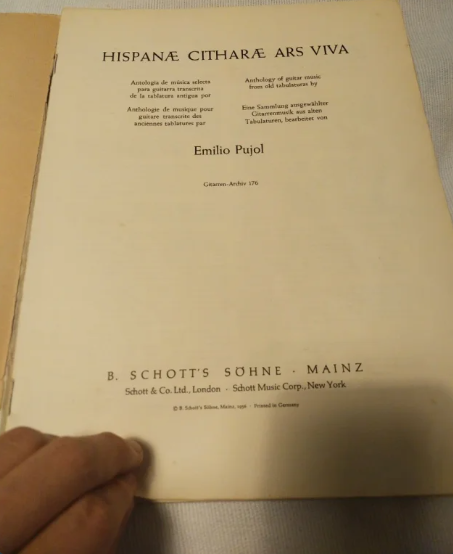 HISPANÆ CITHARÆ ARS VIVA
Antología de música selecta
para guitarra transcrita
de la tablatura antigua por
Anthology of guitar music
from old tablatures by
Anthologie de musique pour
guitare transcrite des
anciennes tablatures par
Eine Sammlung ausgewählter
Gitarrenmusik aus alten
Tabulaturen, bearbeitet von
Emilio Pujol
Gitarren-Archiv 176
B. SCHOTT'S SÖHNE · MAINZ
Schott & Co. Ltd., London · Schott Music Corp., New York
© B. Schott's Söhne, Mainz, · Printed in Germany